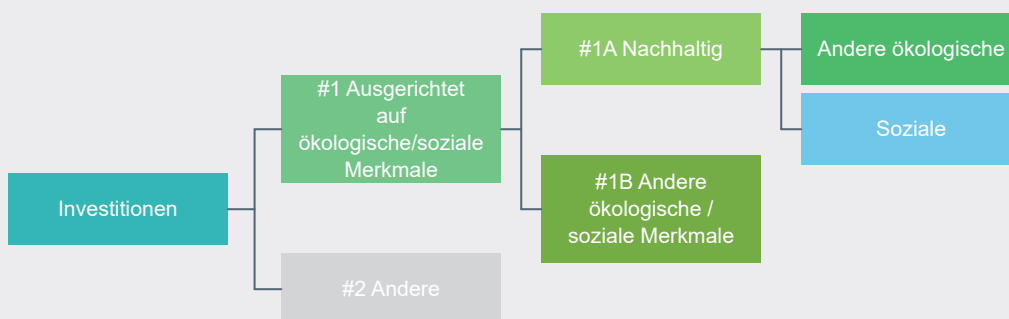 Investitionen
#1 Ausgerichtet
auf
ökologische/soziale
Merkmale
#2 Andere
#1A Nachhaltig
#1B Andere
ökologische /
soziale Merkmale
Andere ökologische
Soziale